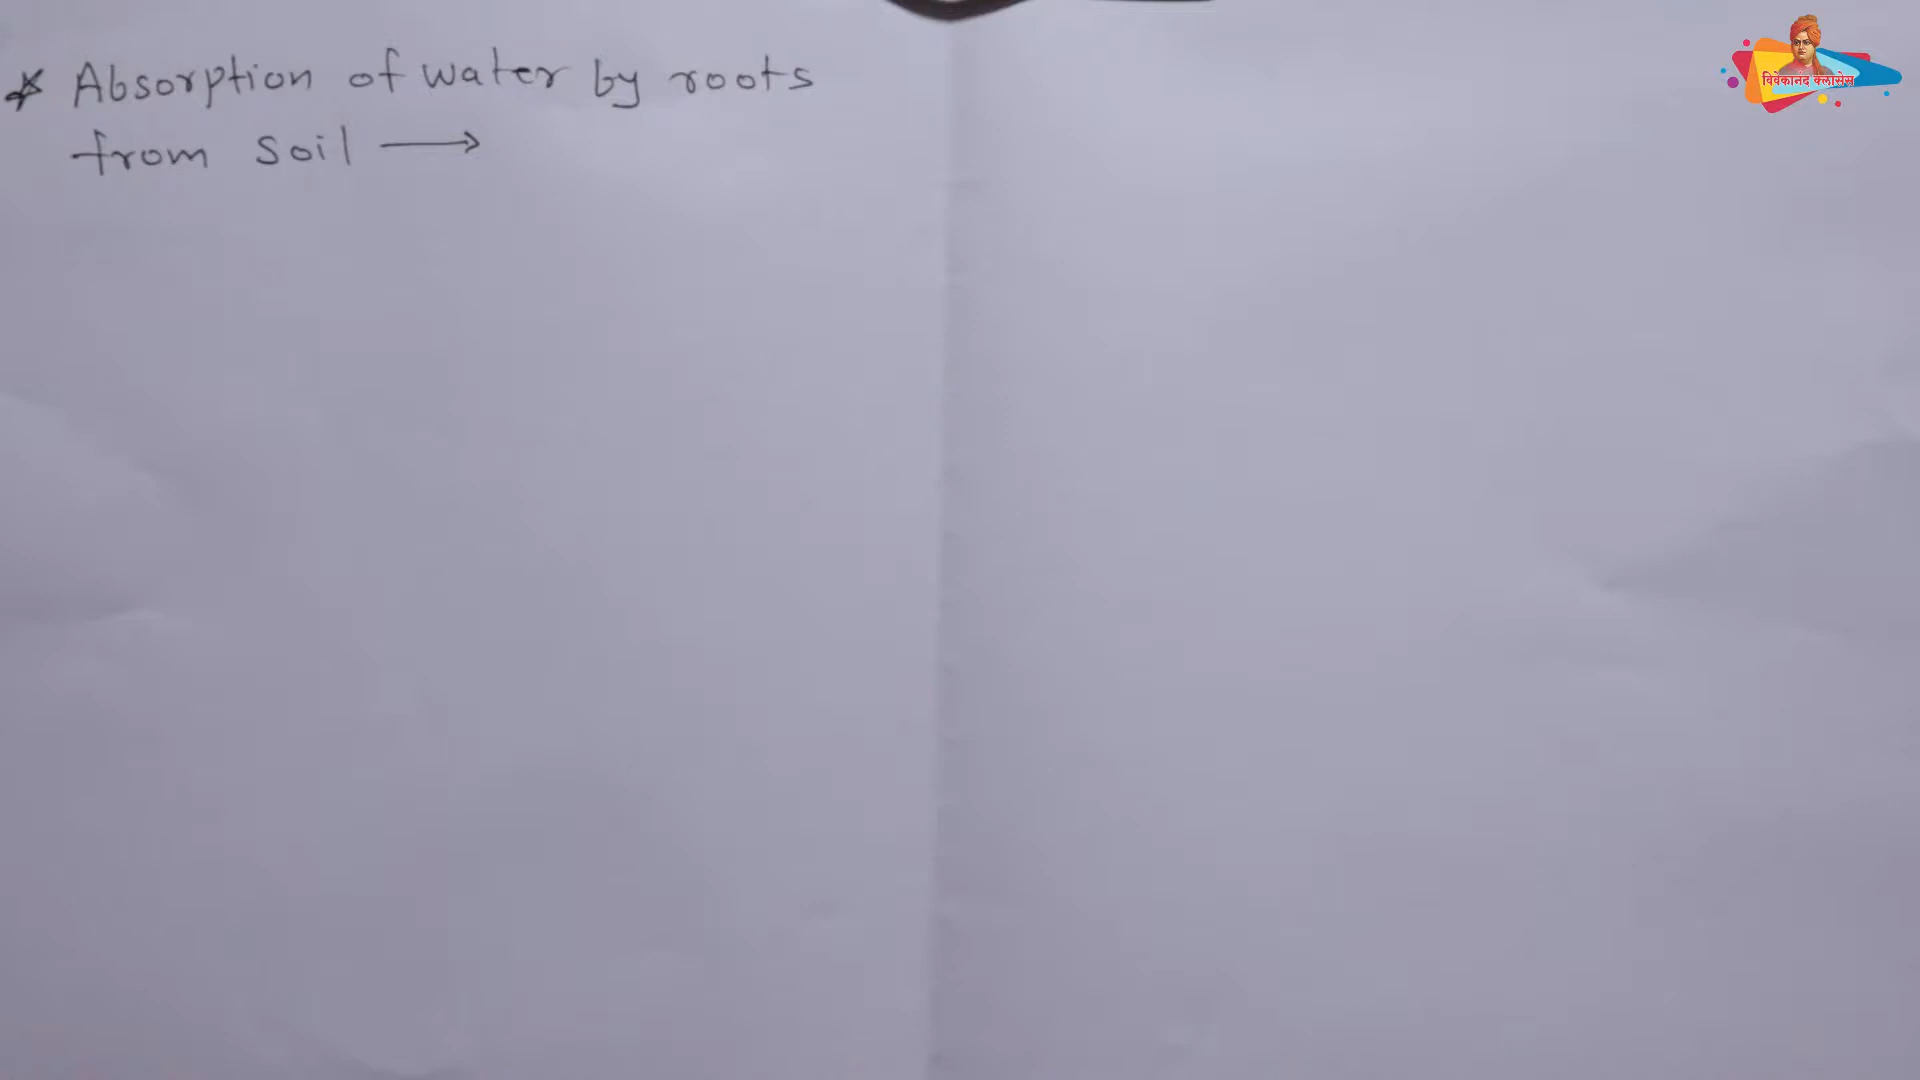 * Absorption of water by roots
from soil →
विवेकानंद क्लासेस